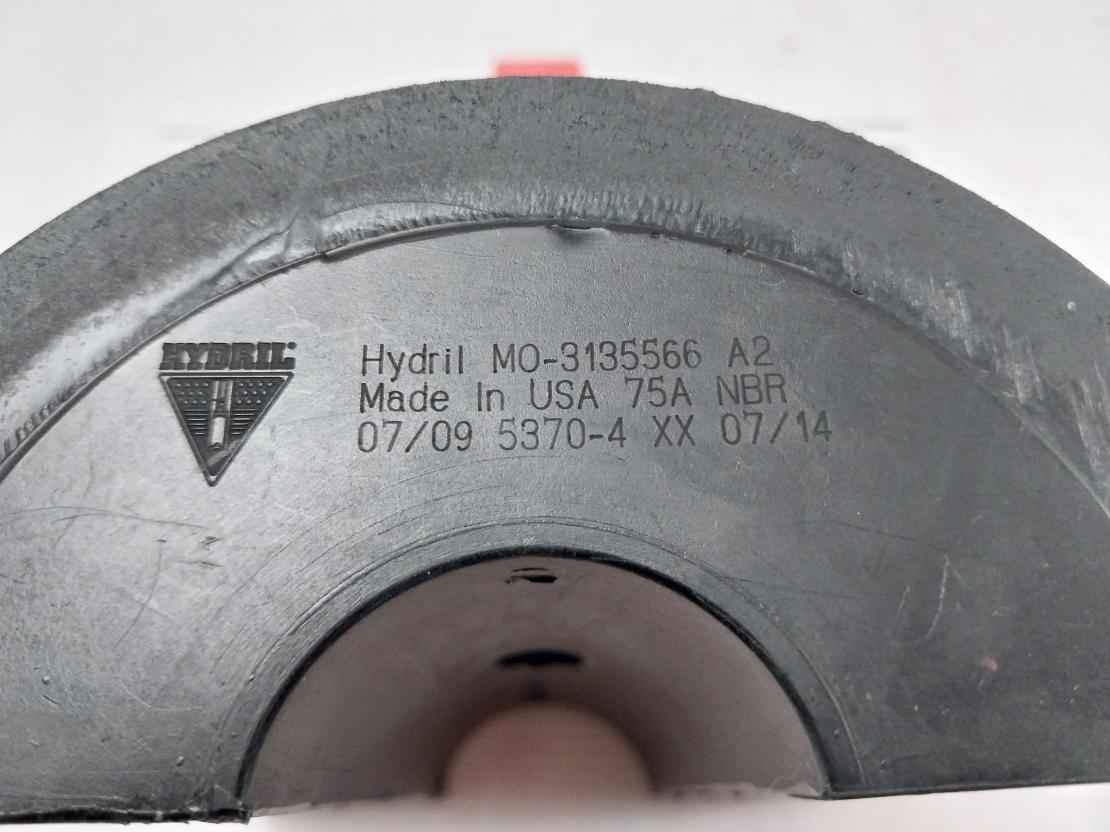 HYDRIL
Hydril MO-3135566 A2
Made In USA 75A NBR
07/09 5370-4 XX 07/14